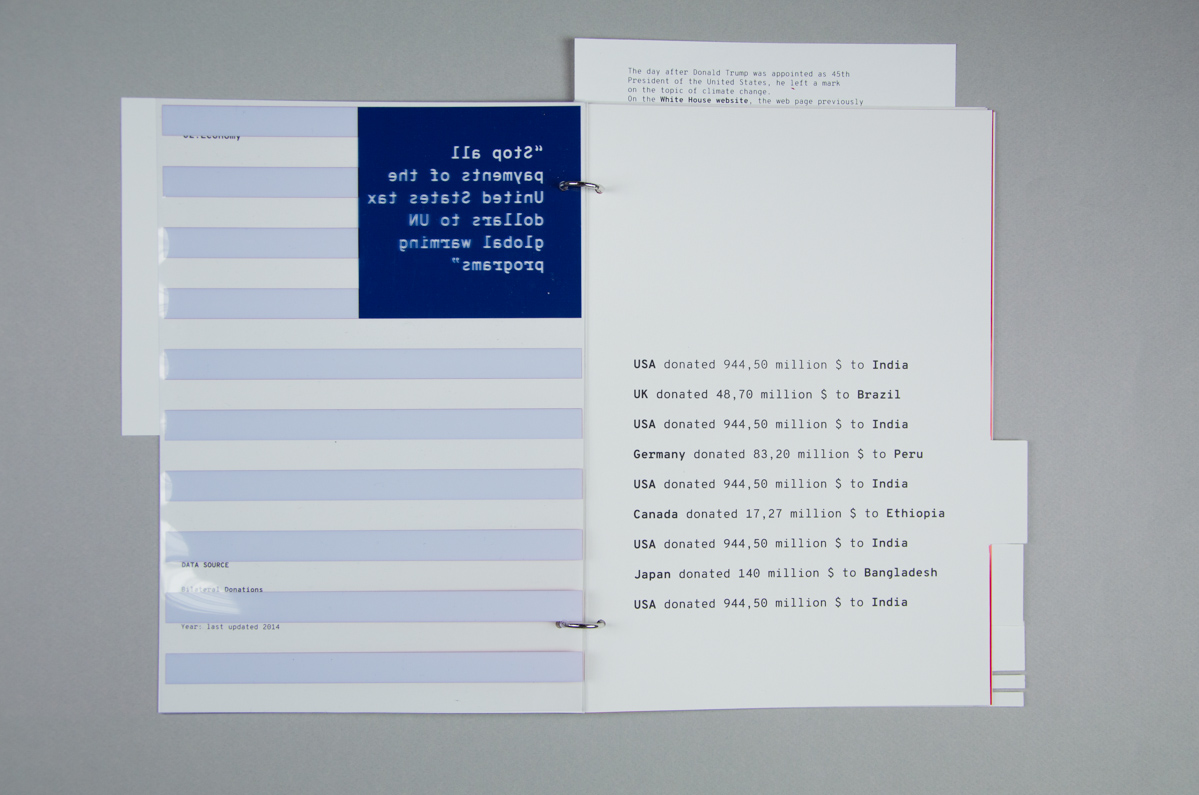 The day after Donald Trump was appointed as 45th
President of the United States, he left a mark
on the topic of climate change.
On the White House website, the web page previously
“Stop all
payments of the
United States tax
dollars to UN
global warming
programs”
DATA SOURCE
Bilateral Donations
Year: last updated 2014
USA donated 944,50 million $ to India
UK donated 48,70 million $ to Brazil
USA donated 944,50 million $ to India
Germany donated 83,20 million $ to Peru
USA donated 944,50 million $ to India
Canada donated 17,27 million $ to Ethiopia
USA donated 944,50 million $ to India
Japan donated 140 million $ to Bangladesh
USA donated 944,50 million $ to India